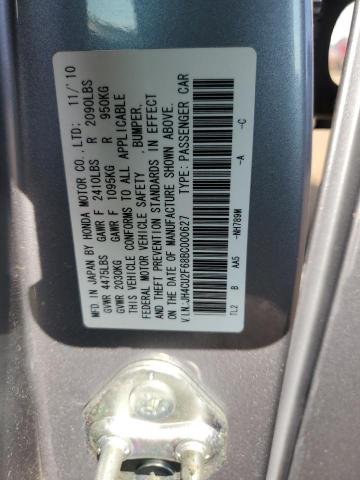 MFD. IN JAPAN BY HONDA MOTOR CO., LTD: 11/'10
GVWR 4475LBS GAWR F 2410LBS R 2090LBS
GVWR 2030KG GAWR F 1095KG R 950KG
THIS VEHICLE CONFORMS TO ALL APPLICABLE
FEDERAL MOTOR VEHICLE SAFETY , BUMPER,
AND THEFT PREVENTION STANDARDS IN EFFECT
ON THE DATE OF MANUFACTURE SHOWN ABOVE.
V.I.N:JH4CU2F68BC000627 TYPE:PASSENGER CAR
TL2 B AA5 -NH789M -A -C